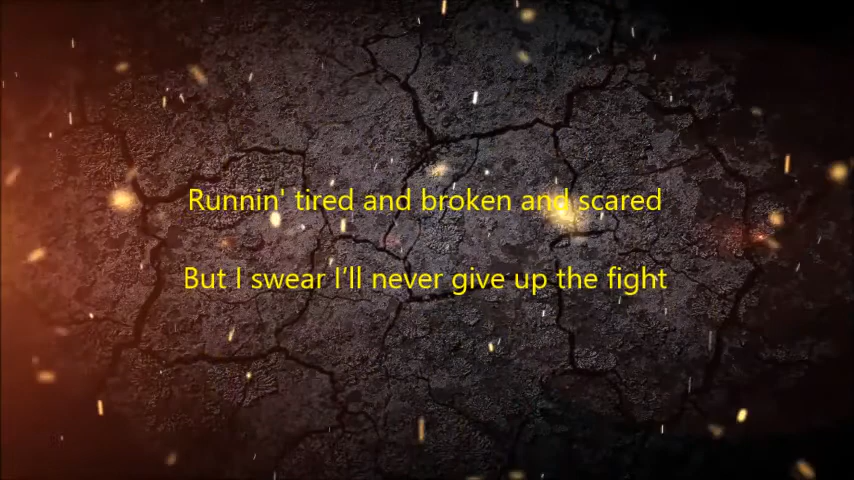 Runnin' tired and broken and scared
But I swear I’ll never give up the fight